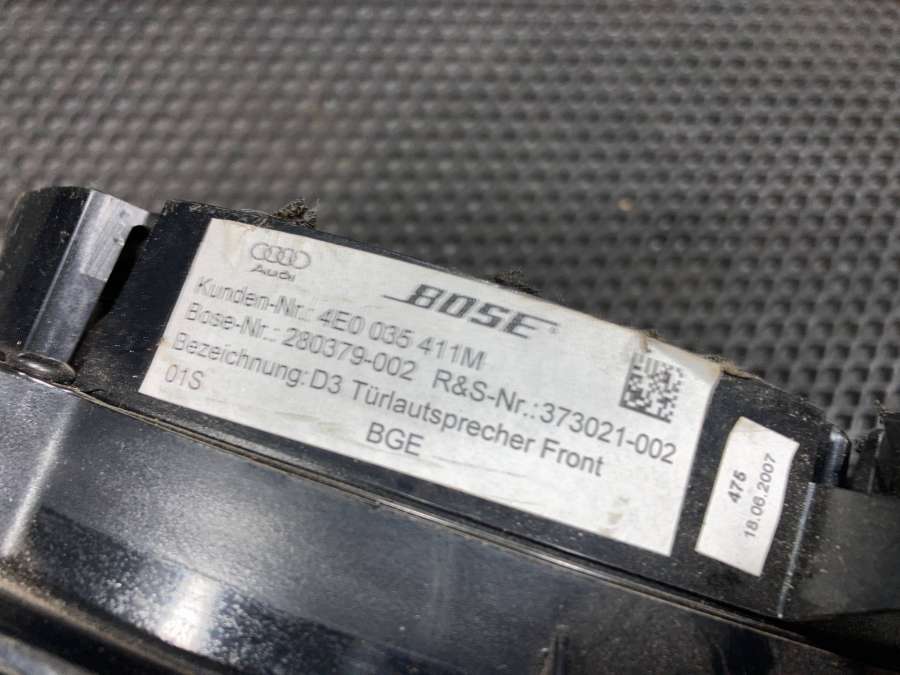 Audi
BOSE
Kunden-Nr.: 4E0 035 411M
Bose-Nr.: 280379-002 R&S-Nr.:373021-002
Bezeichnung: D3 Türlautsprecher Front
01S
BGE
475
18.06.2007